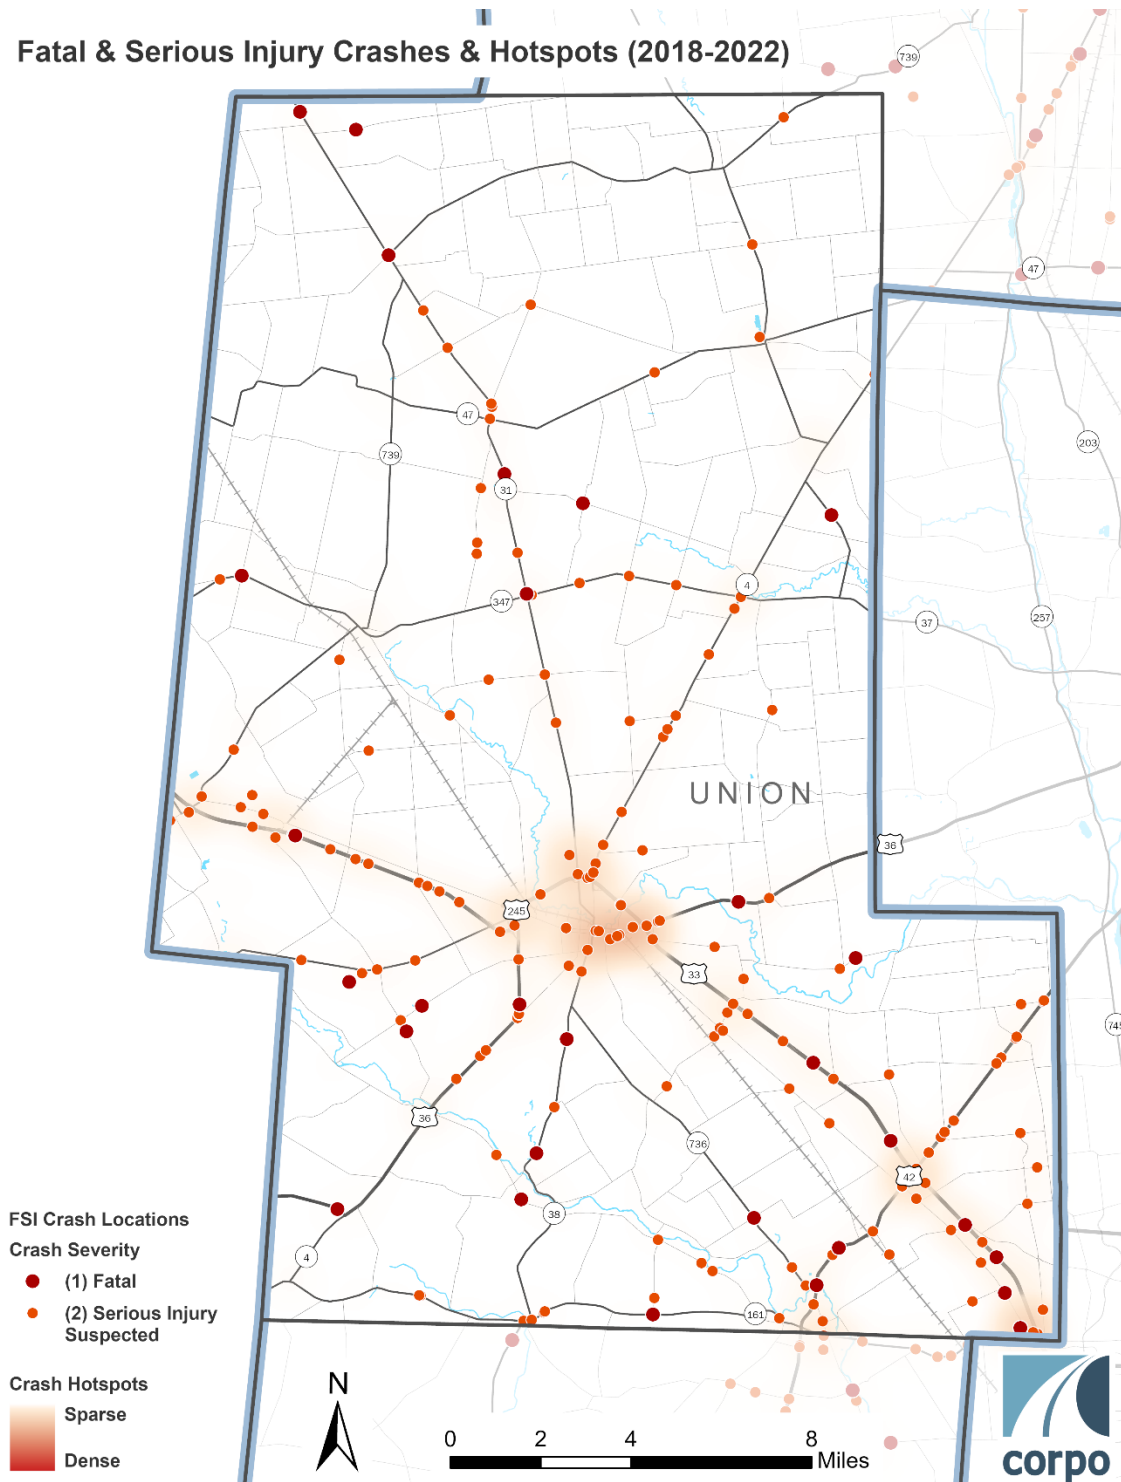 Fatal & Serious Injury Crashes & Hotspots (2018-2022)
739
47
203
47
739
31
4
347
37
257
UNION
36
245
33
745
36
736
42
38
4
161
FSI Crash Locations
Crash Severity
(1) Fatal
(2) Serious Injury
Suspected
Crash Hotspots
Sparse
Dense
N
0 2 4 8
Miles
corpo